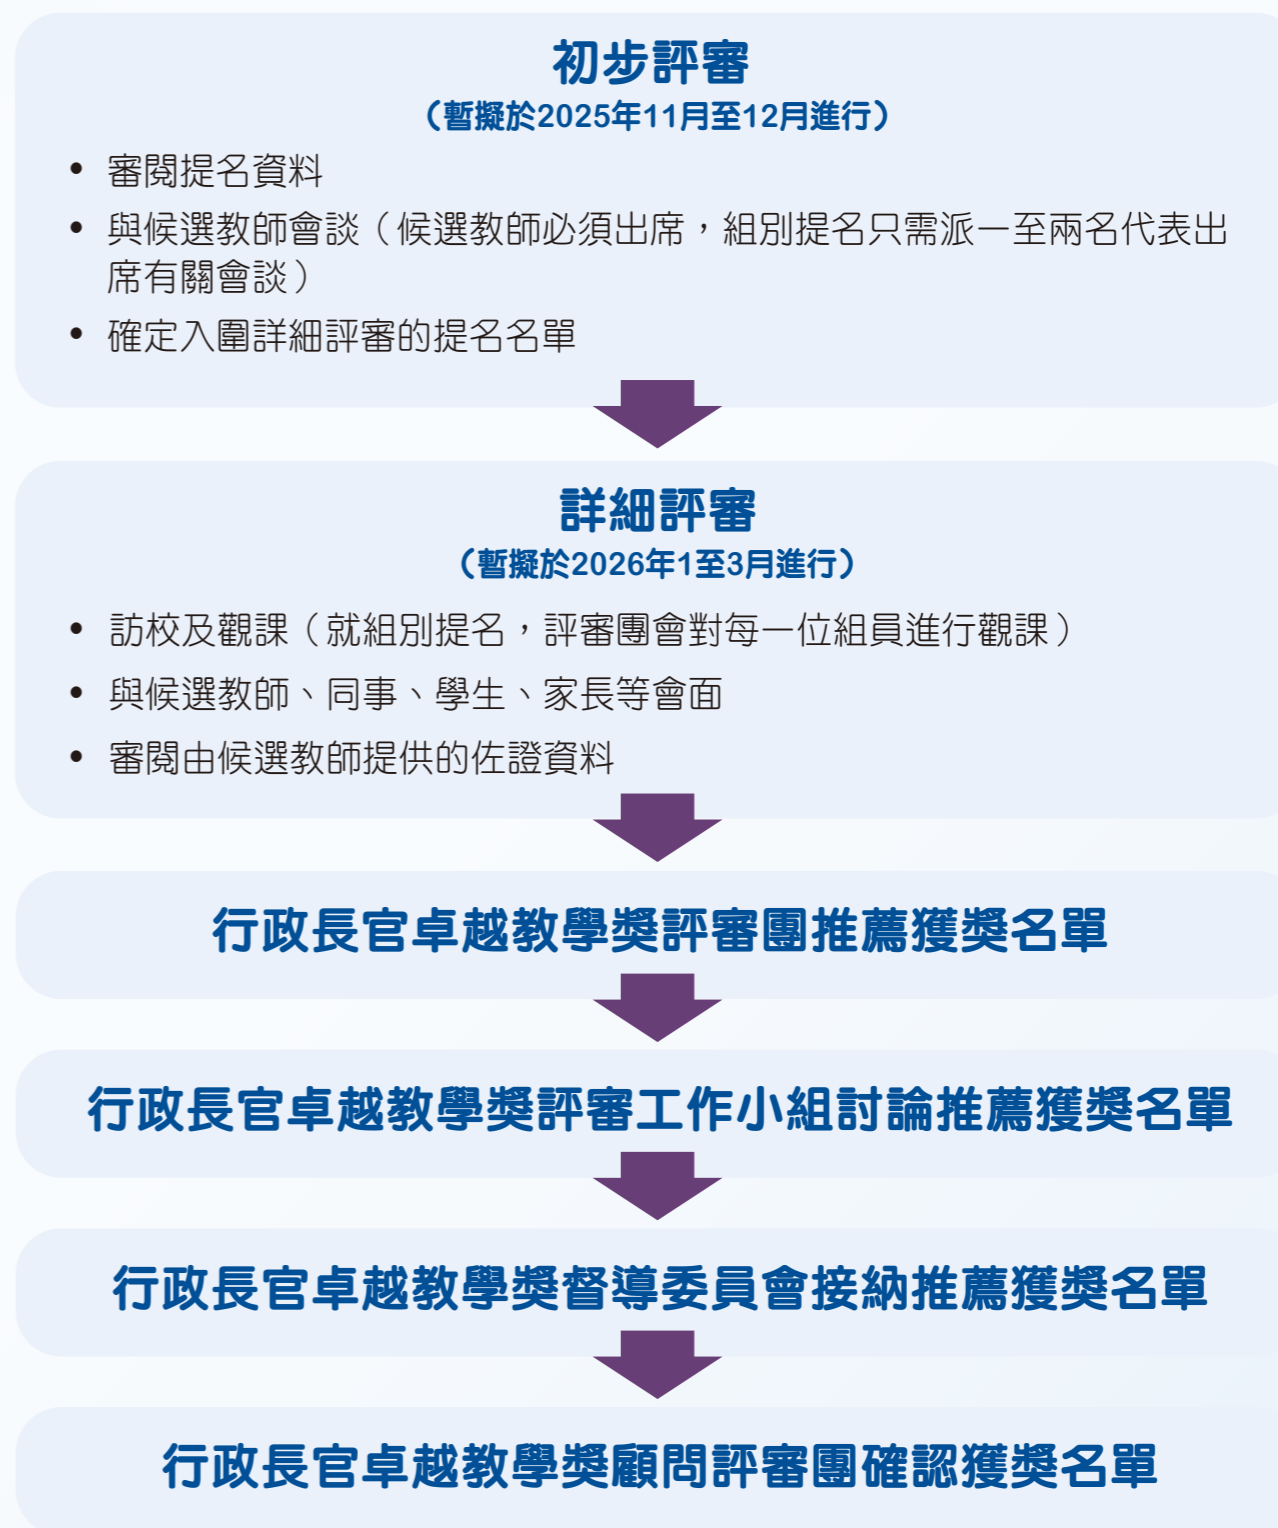 初步評審
（暫擬於2025年11月至12月進行）
• 審閱提名資料
• 與候選教師會談（候選教師必須出席，組別提名只需派一至兩名代表出
席有關會談）
• 確定入圍詳細評審的提名名單
詳細評審
（暫擬於2026年1至3月進行）
• 訪校及觀課（就組別提名，評審團會對每一位組員進行觀課）
• 與候選教師、同事、學生、家長等會面
• 審閱由候選教師提供的佐證資料
行政長官卓越教學獎評審團推薦獲獎名單
行政長官卓越教學獎評審工作小組討論推薦獲獎名單
行政長官卓越教學獎督導委員會接納推薦獲獎名單
行政長官卓越教學獎顧問評審團確認獲獎名單